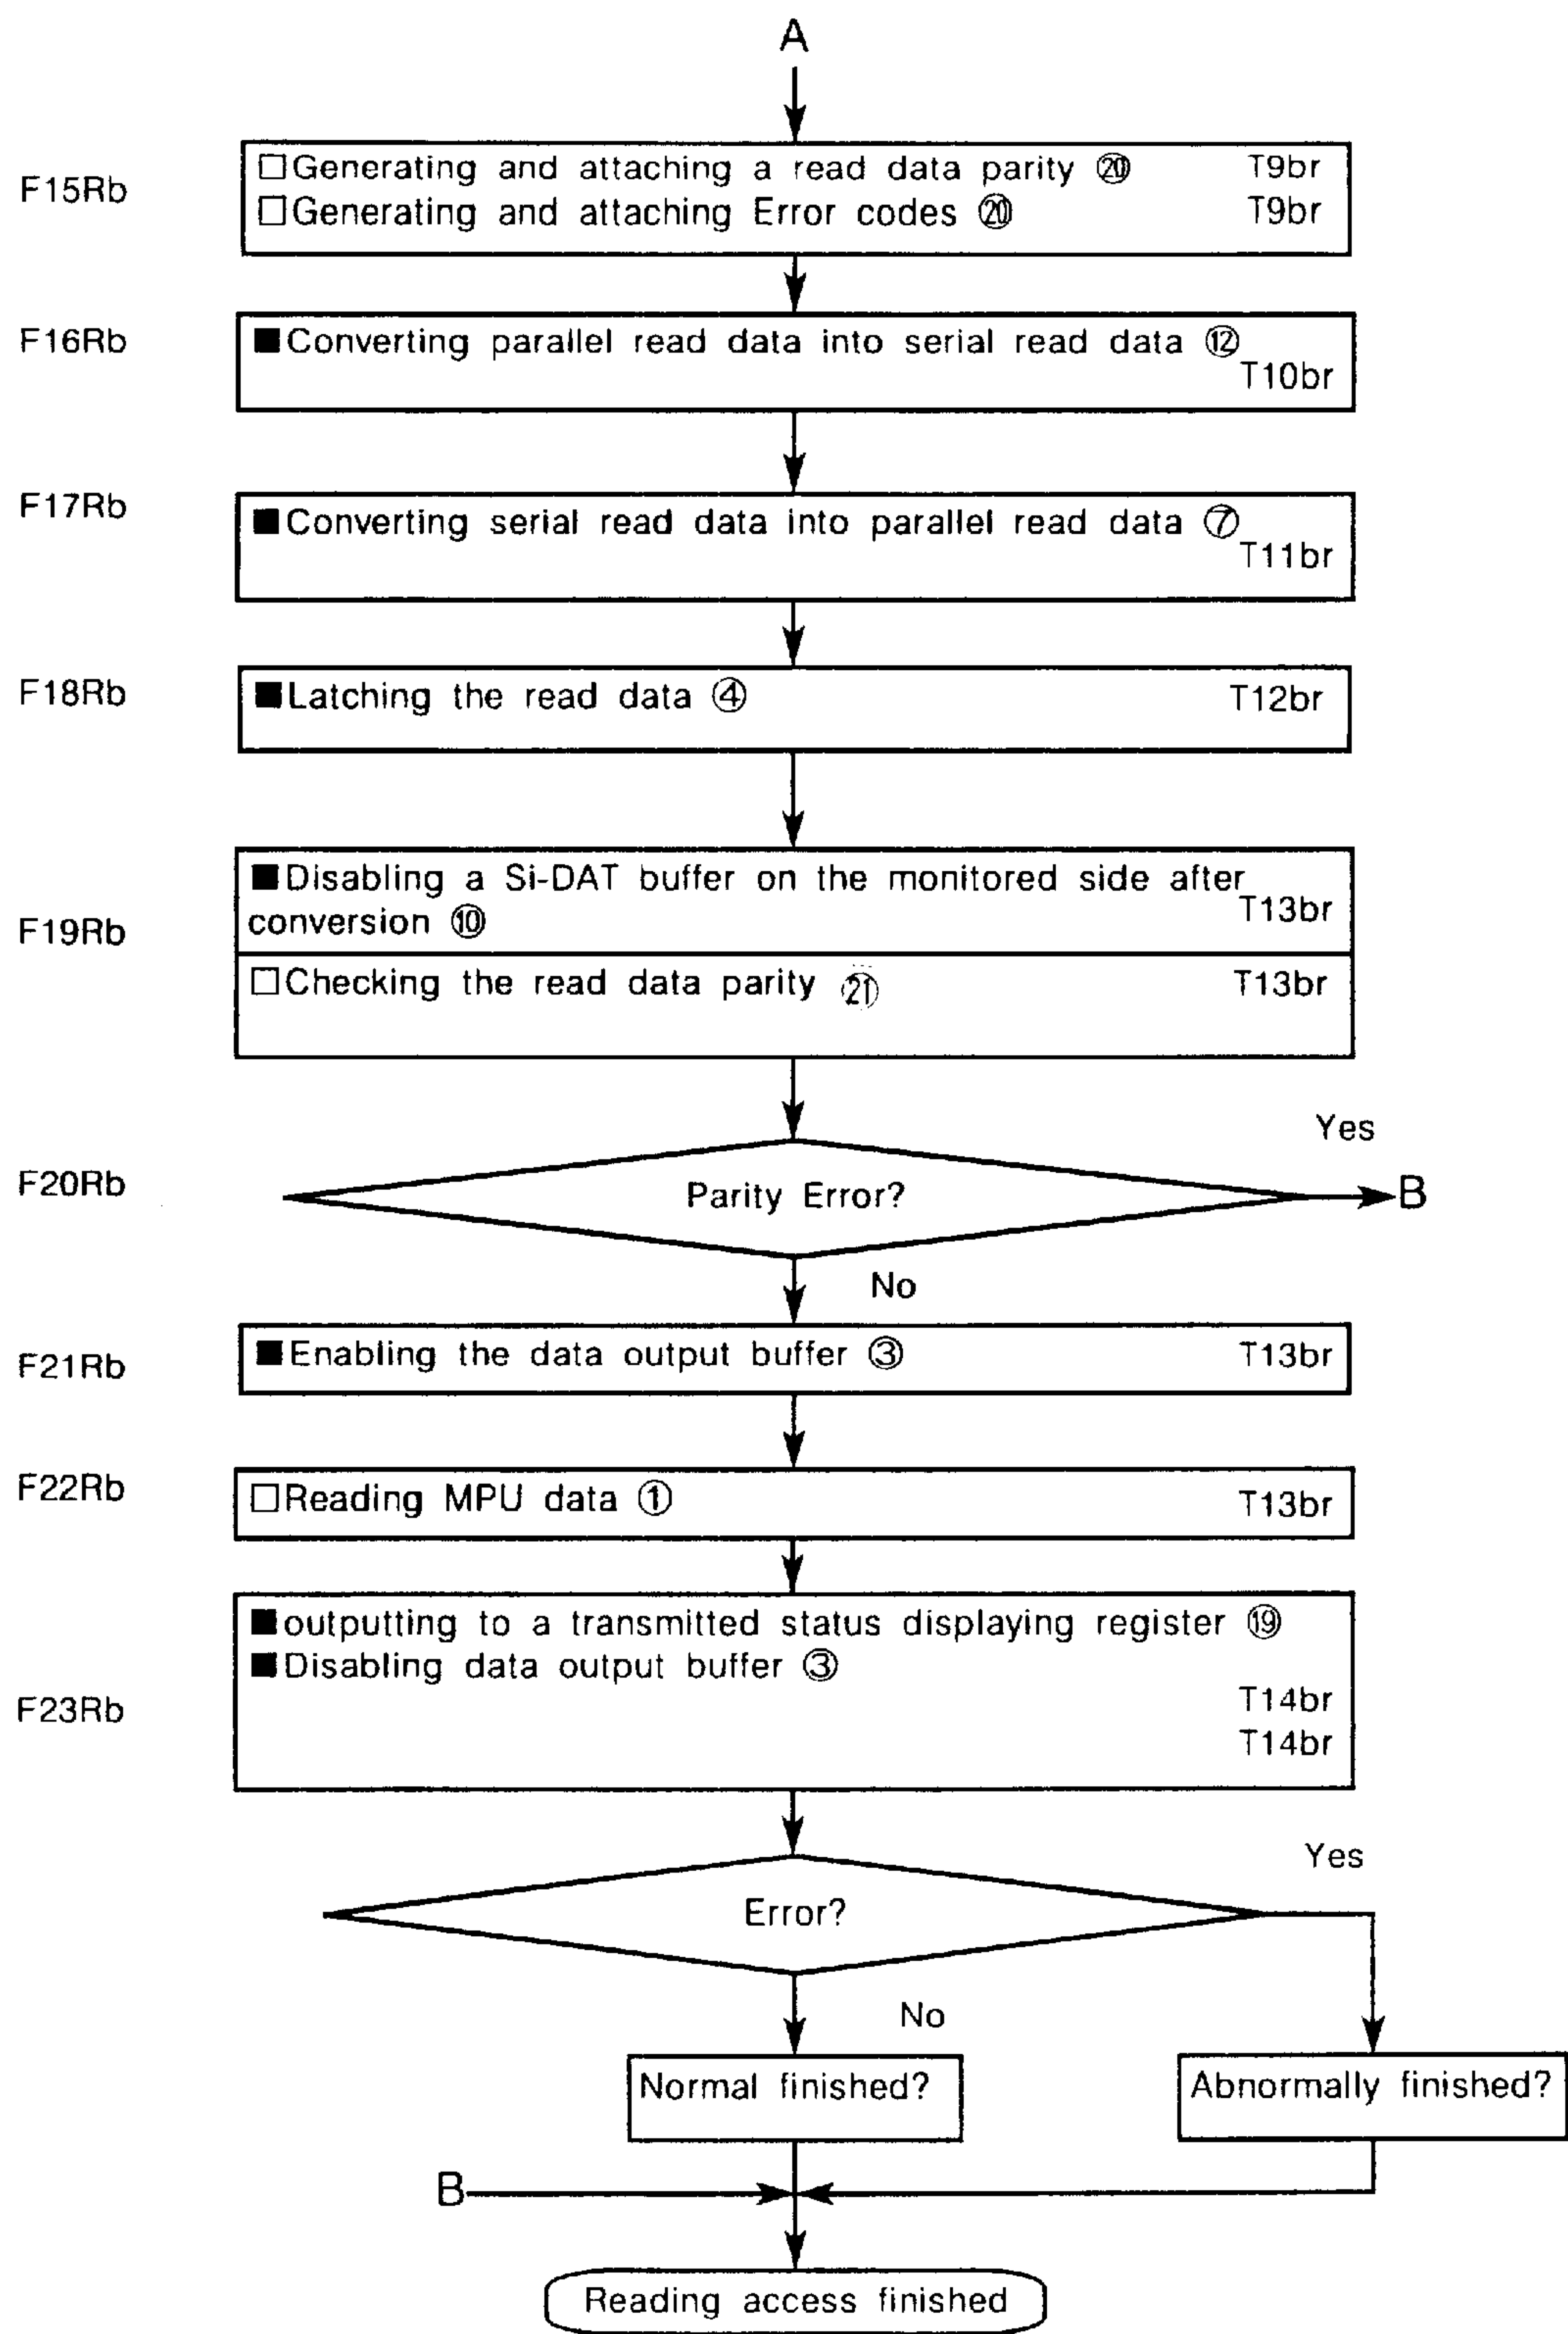 A
F15Rb
□Generating and attaching a read data parity ⑳ T9br
□Generating and attaching Error codes ⑳ T9br
F16Rb
■Converting parallel read data into serial read data ⑫
T10br
F17Rb
■Converting serial read data into parallel read data ⑦
T11br
F18Rb
■Latching the read data ④ T12br
F19Rb
■Disabling a Si-DAT buffer on the monitored side after
conversion ⑩ T13br
□Checking the read data parity ㉑ T13br
F20Rb
Parity Error?
Yes
B
No
F21Rb
■Enabling the data output buffer ③ T13br
F22Rb
□Reading MPU data ① T13br
F23Rb
■outputting to a transmitted status displaying register ⑲
■Disabling data output buffer ③
T14br
T14br
Error?
Yes
No
Normal finished?
Abnormally finished?
B
Reading access finished